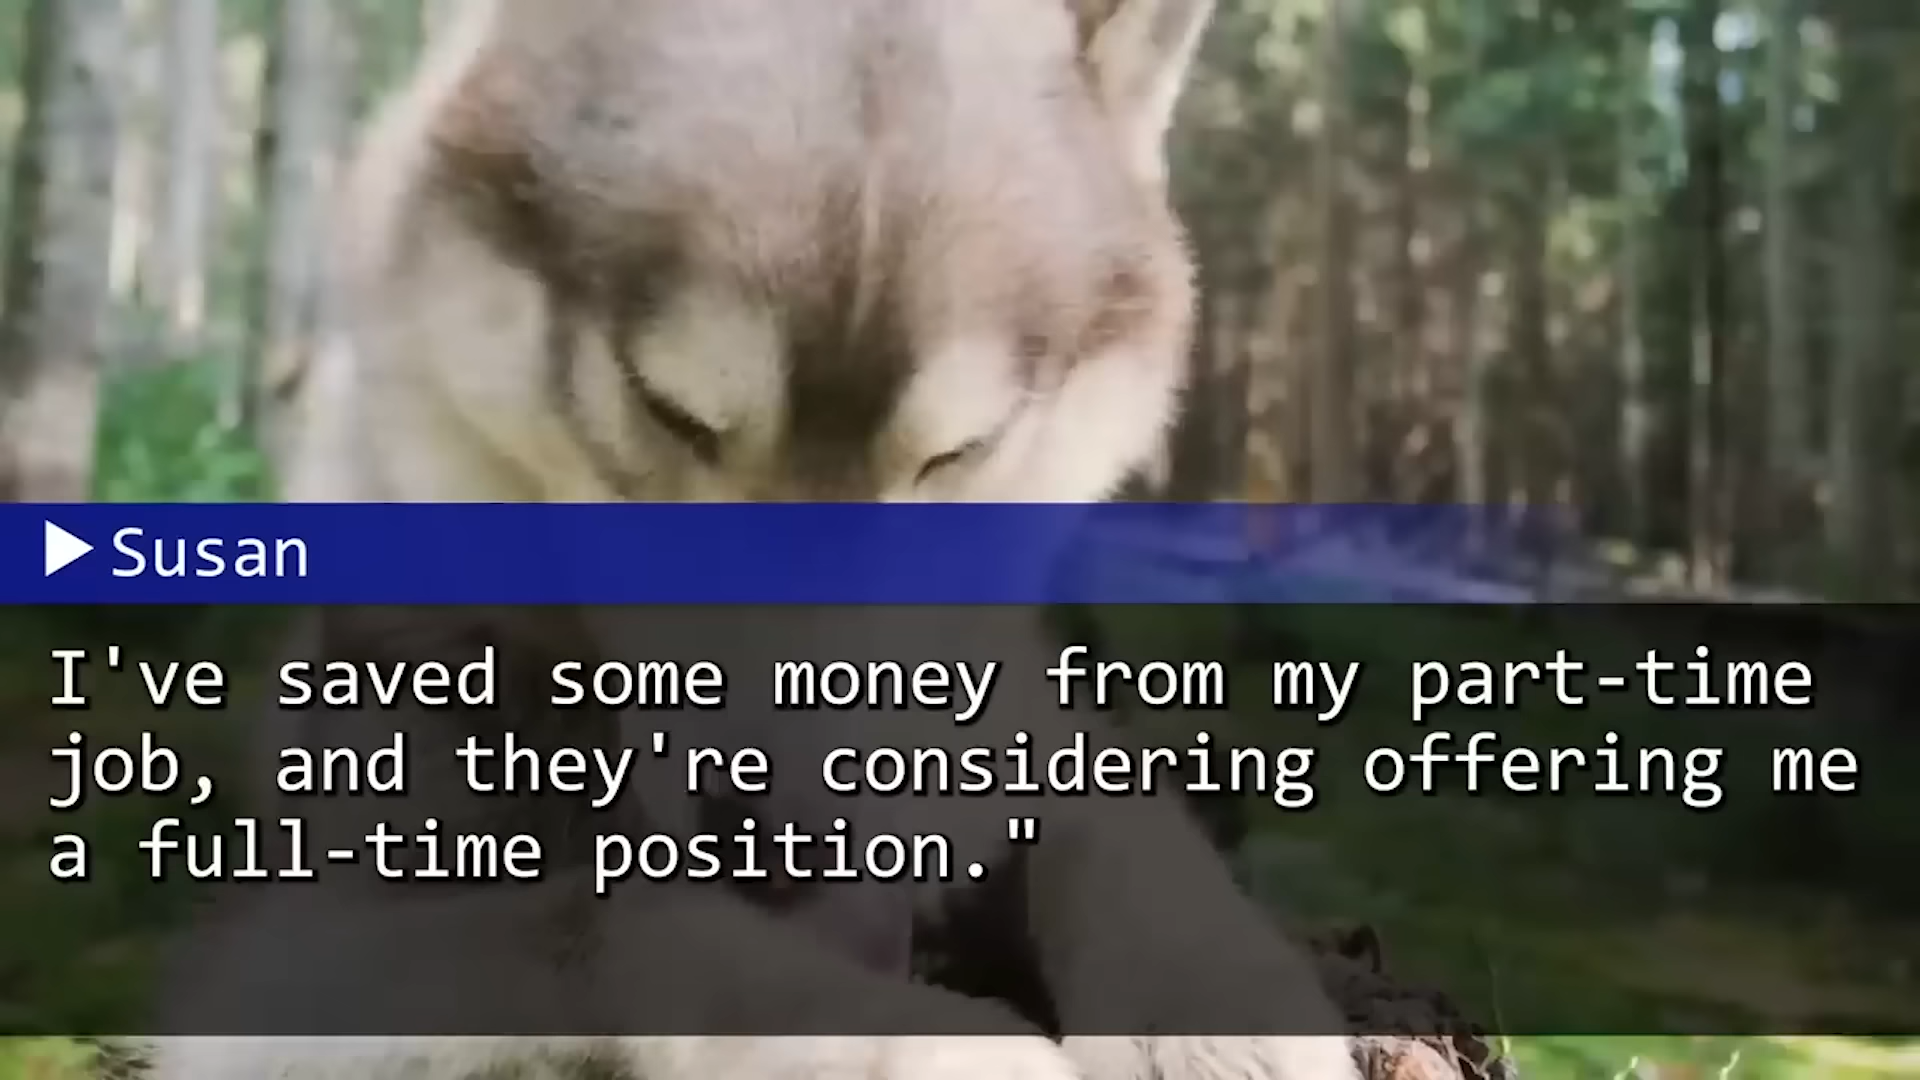 Susan
I've saved some money from my part-time
job, and they're considering offering me
a full-time position."